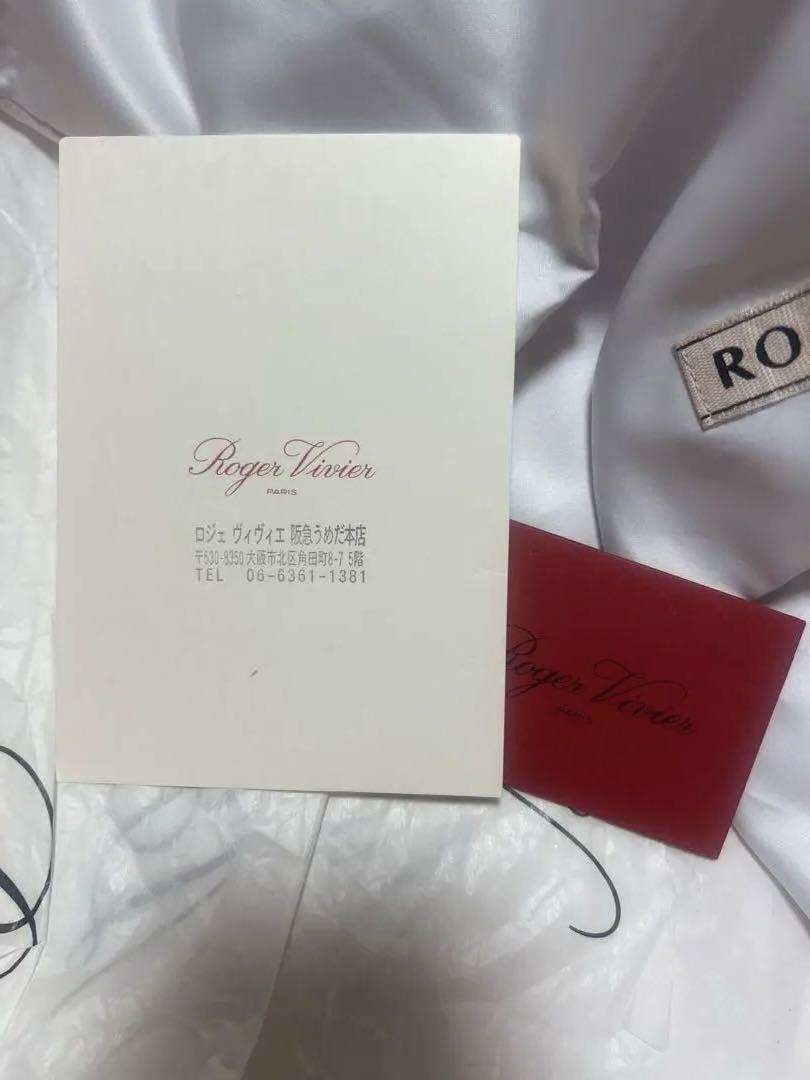 Roger Vivier
PARIS
ロジェ ヴィヴィエ 阪急うめだ本店
〒530-8350 大阪市北区角田町8-7 5階
TEL 06-6361-1381
RO
Roger Vivier
PARIS